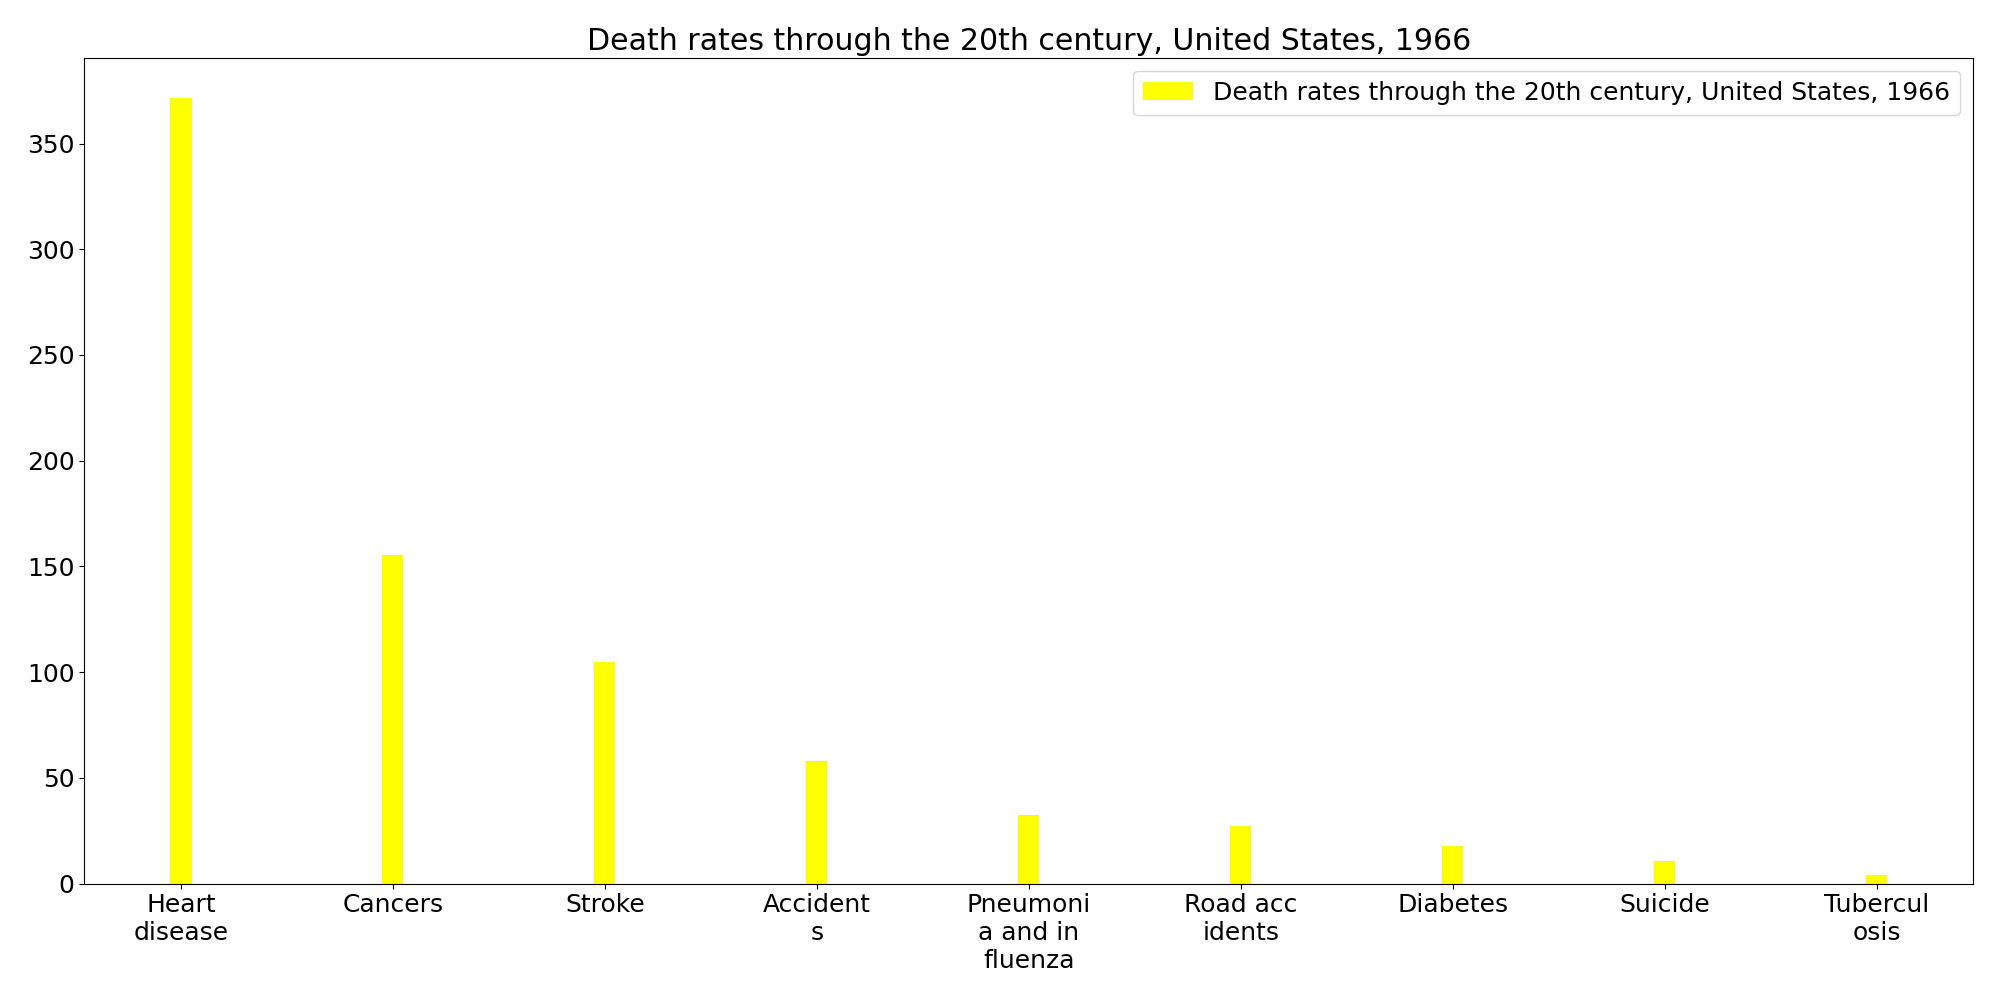 Death rates through the 20th century, United States, 1966
Death rates through the 20th century, United States, 1966
350
300
250
200
150
100
50
0
Heart
disease
Cancers
Stroke
Accident
s
Pneumoni
a and in
fluenza
Road acc
idents
Diabetes
Suicide
Tubercul
osis